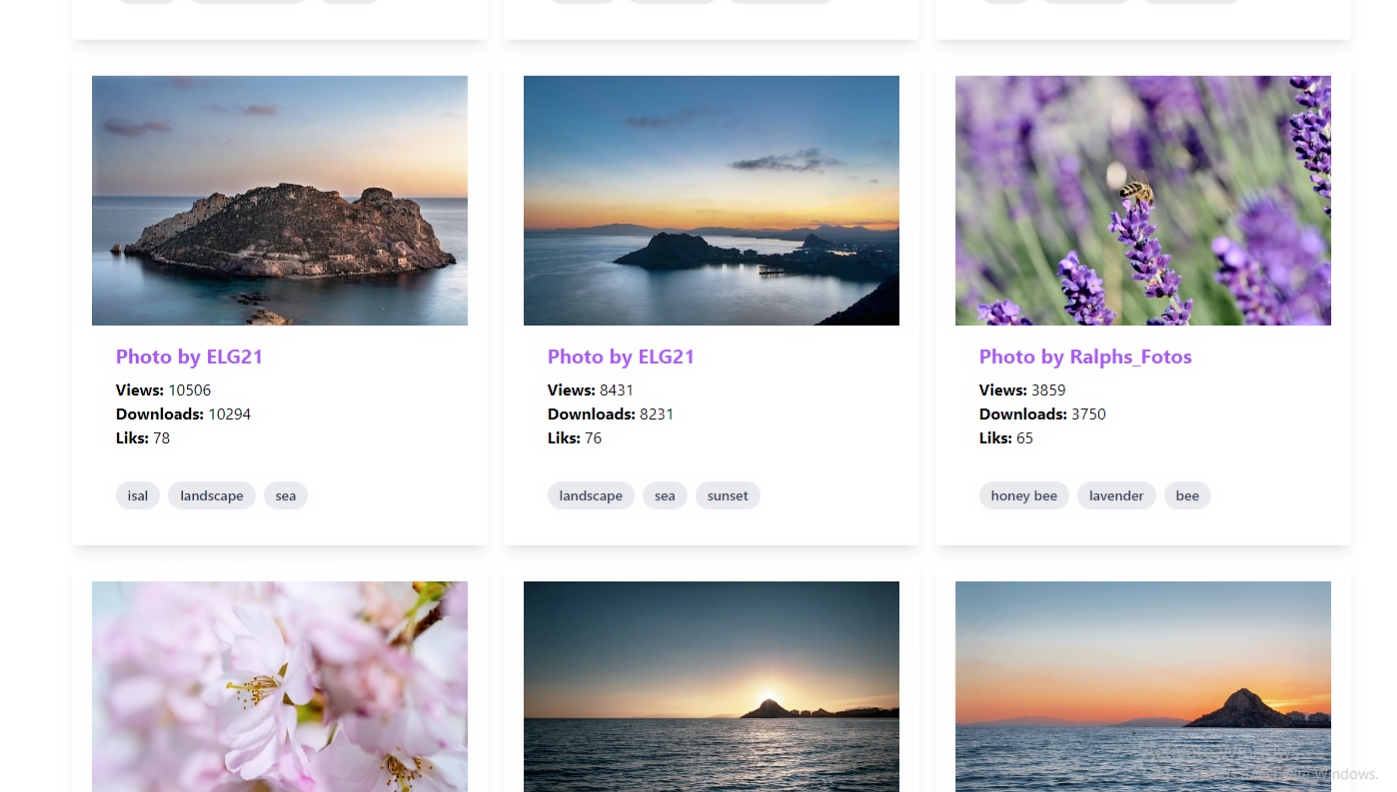 Photo by ELG21
Views: 10506
Downloads: 10294
Liks: 78
isal landscape sea
Photo by ELG21
Views: 8431
Downloads: 8231
Liks: 76
landscape sea sunset
Photo by Ralphs_Fotos
Views: 3859
Downloads: 3750
Liks: 65
honey bee lavender bee
Windows.